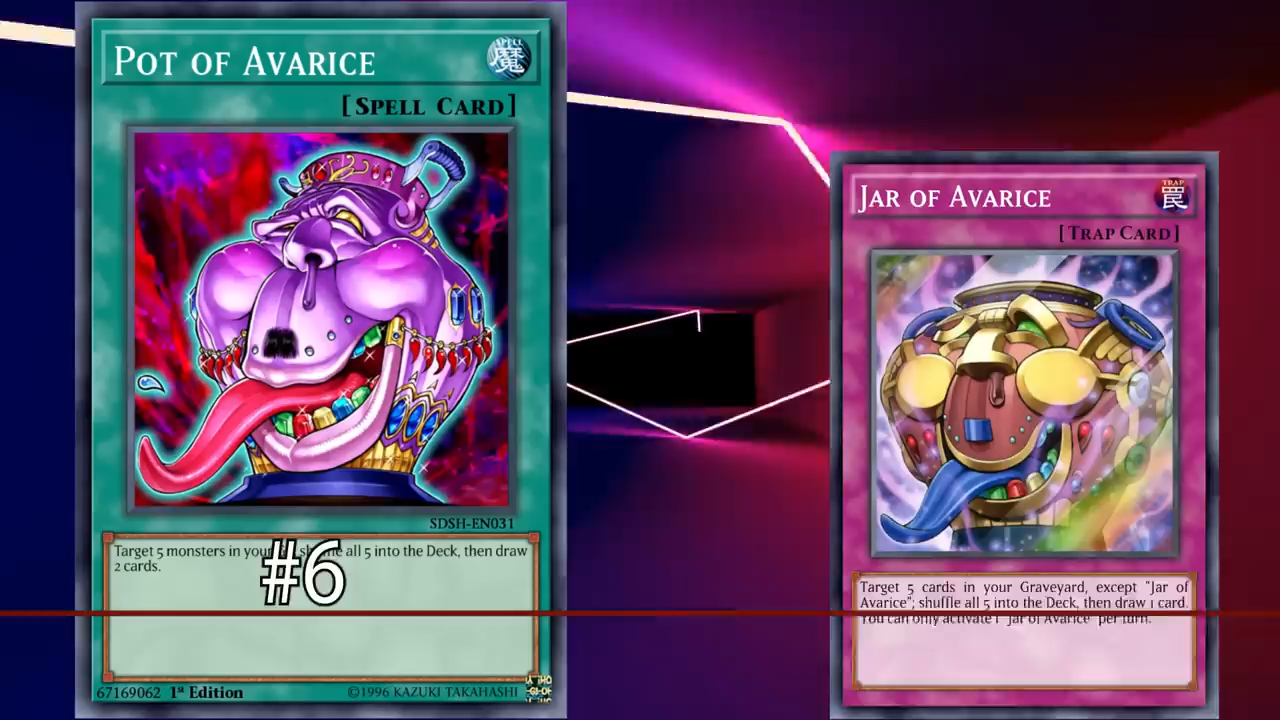 POT OF AVARICE
SPELL
魔
[SPELL CARD]
SDSH-EN031
Target 5 monsters in your all 5 into the Deck, then draw
2 cards.
#6
67169062 1st Edition ©1996 KAZUKI TAKAHASHI
JAR OF AVARICE
TRAP
罠
[TRAP CARD]
Target 5 cards in your Graveyard, except "Jar of
Avarice"; shuffle all 5 into the Deck, then draw 1 card.
You can only activate 1 "Jar of Avarice" per turn.